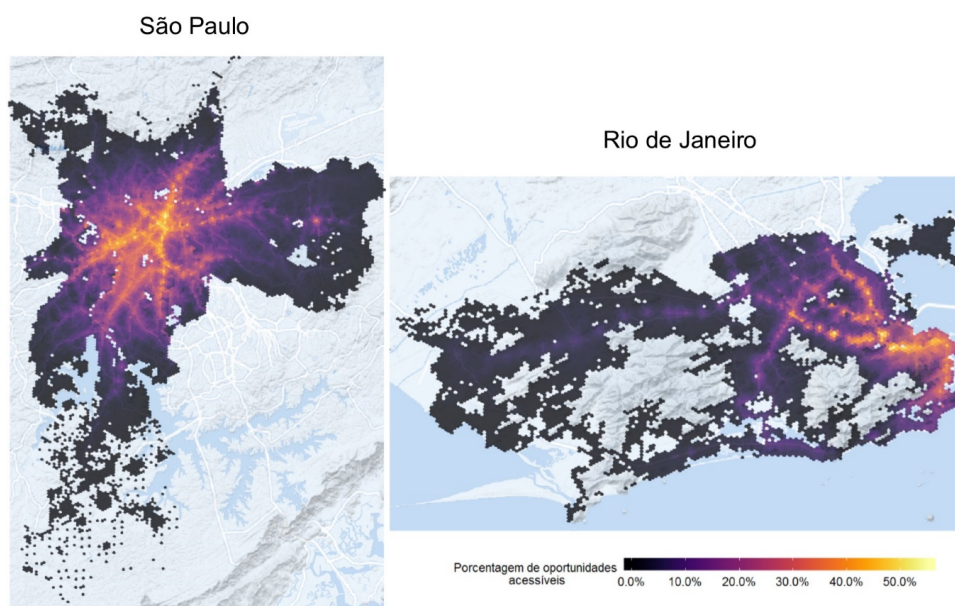 São Paulo
Rio de Janeiro
Porcentagem de oportunidades
acessíveis
0.0% 10.0% 20.0% 30.0% 40.0% 50.0%